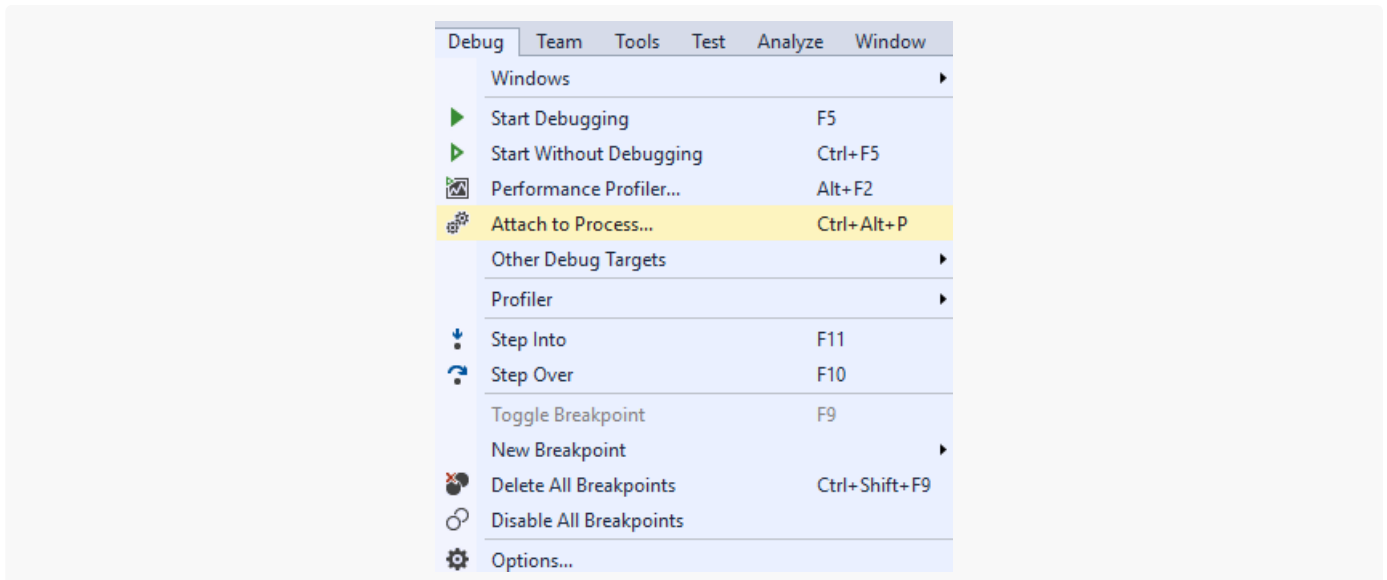 Debug Team Tools Test Analyze Window
Windows
Start Debugging F5
Start Without Debugging Ctrl+F5
Performance Profiler... Alt+F2
Attach to Process... Ctrl+Alt+P
Other Debug Targets
Profiler
Step Into F11
Step Over F10
Toggle Breakpoint F9
New Breakpoint
Delete All Breakpoints Ctrl+Shift+F9
Disable All Breakpoints
Options...